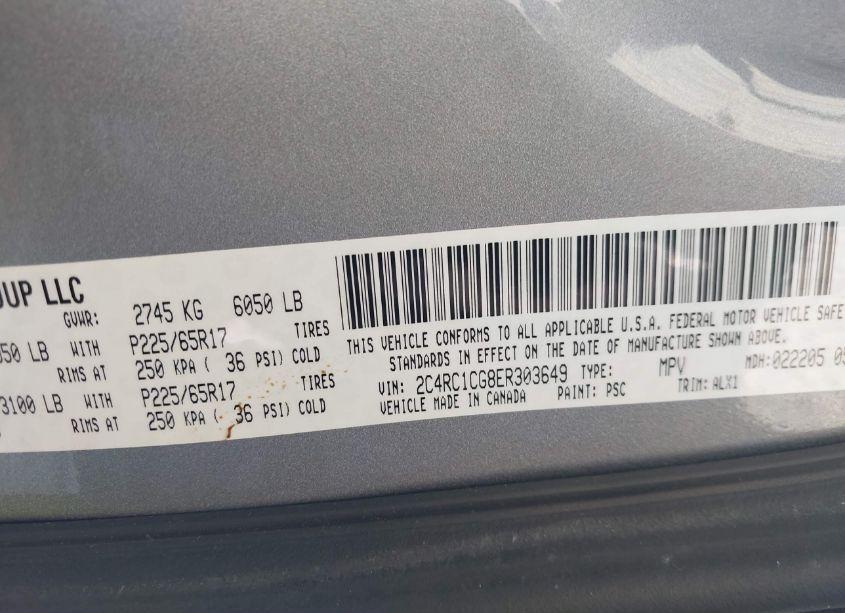 OUP LLC
GVWR: 2745 KG 6050 LB
050 LB WITH P225/65R17 TIRES
RIMS AT 250 KPA ( 36 PSI) COLD
3100 LB WITH P225/65R17 TIRES
RIMS AT 250 KPA ( 36 PSI) COLD
THIS VEHICLE CONFORMS TO ALL APPLICABLE U.S.A. FEDERAL MOTOR VEHICLE SAFE
STANDARDS IN EFFECT ON THE DATE OF MANUFACTURE SHOWN ABOVE.
VIN: 2C4RC1CG8ER303649 TYPE: MPV MDH: 022205 05
VEHICLE MADE IN CANADA PAINT: PSC TRIM: ALX1